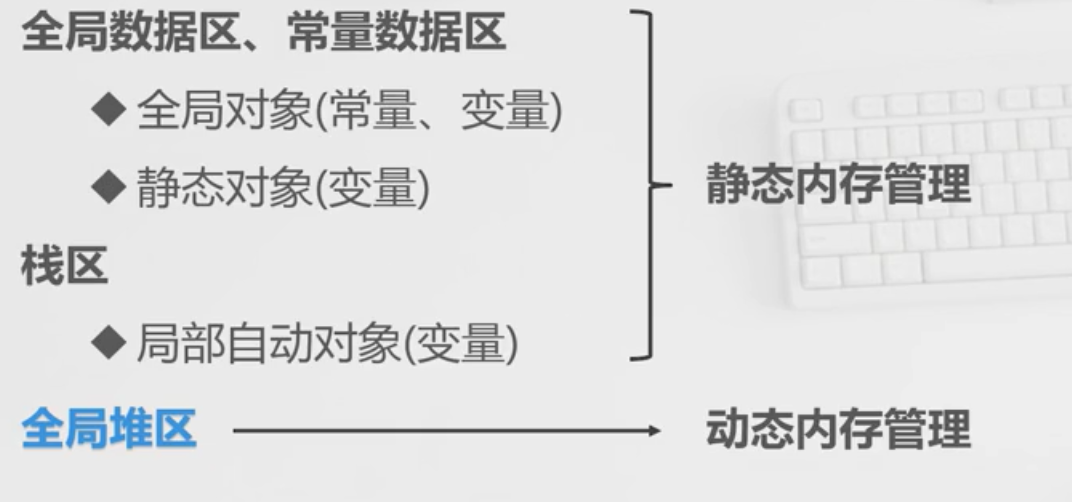 全局数据区、常量数据区
◆ 全局对象(常量、变量)
◆ 静态对象(变量)
静态内存管理
栈区
◆ 局部自动对象(变量)
全局堆区
动态内存管理